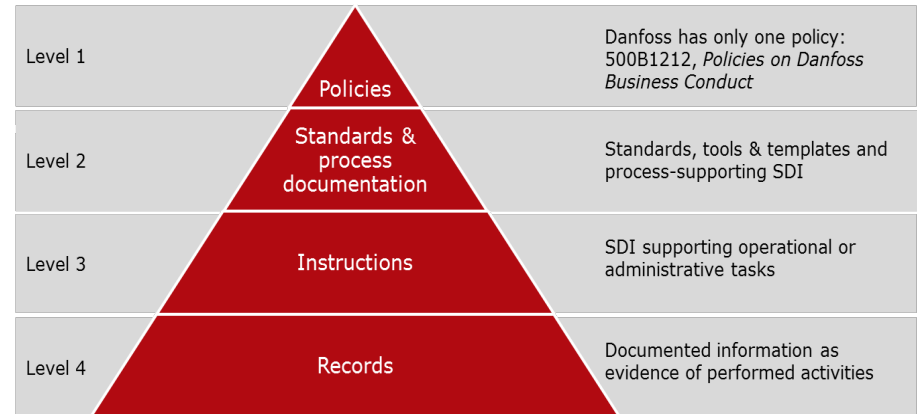 Level 1
Policies
Danfoss has only one policy:
500B1212, Policies on Danfoss
Business Conduct
Level 2
Standards &
process
documentation
Standards, tools & templates and
process-supporting SDI
Level 3
Instructions
SDI supporting operational or
administrative tasks
Level 4
Records
Documented information as
evidence of performed activities